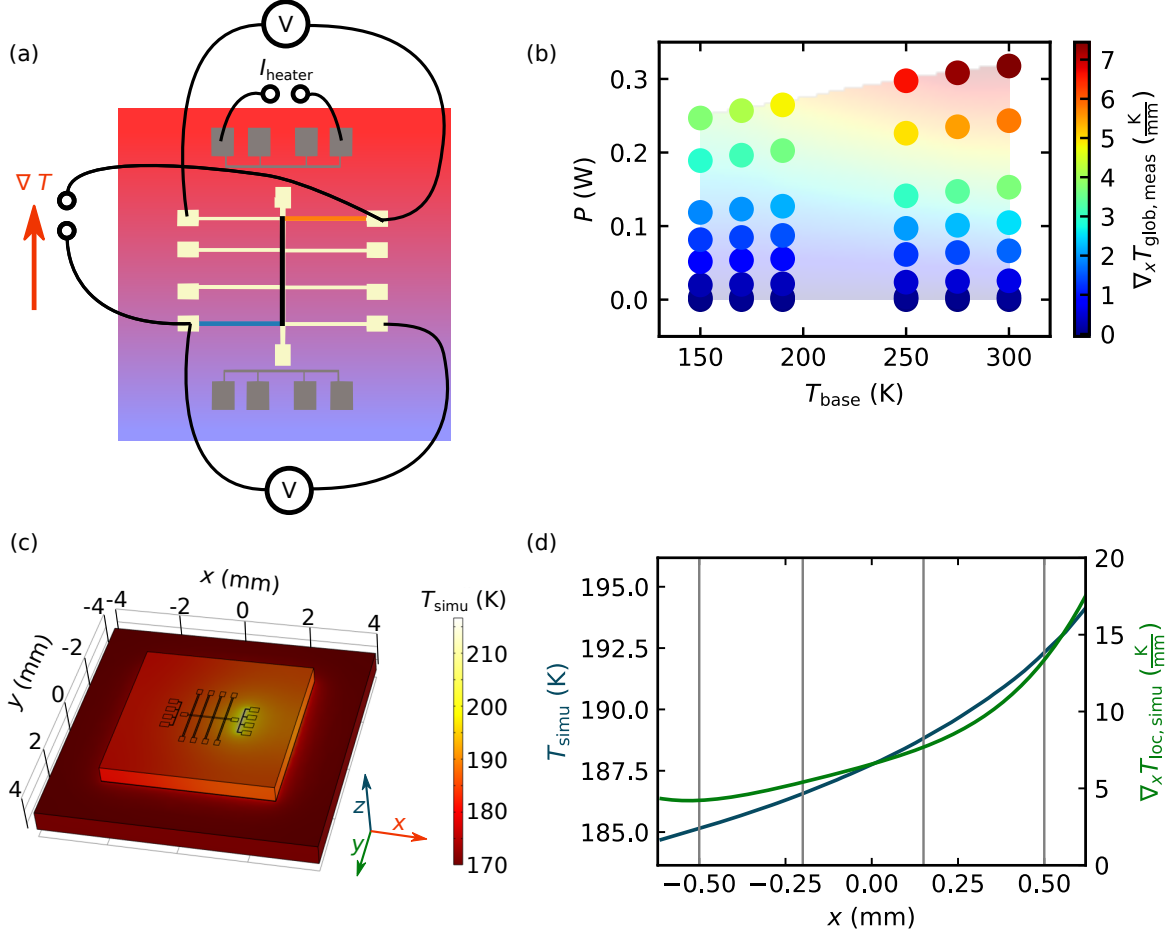 (a)
V
I_heater
∇ T
V
(b)
0.3
0.2
0.1
0.0
P (W)
150
200
250
300
T_base (K)
7
6
5
4
3
2
1
0
∇_x T_glob, meas (K/mm)
(c)
x (mm)
-4
-2
0
2
4
y (mm)
-4
-2
0
2
4
z
x
y
T_simu (K)
210
200
190
180
170
(d)
195.0
192.5
190.0
187.5
185.0
T_simu (K)
−0.50
−0.25
0.00
0.25
0.50
x (mm)
20
15
10
5
0
∇_x T_loc, simu (K/mm)